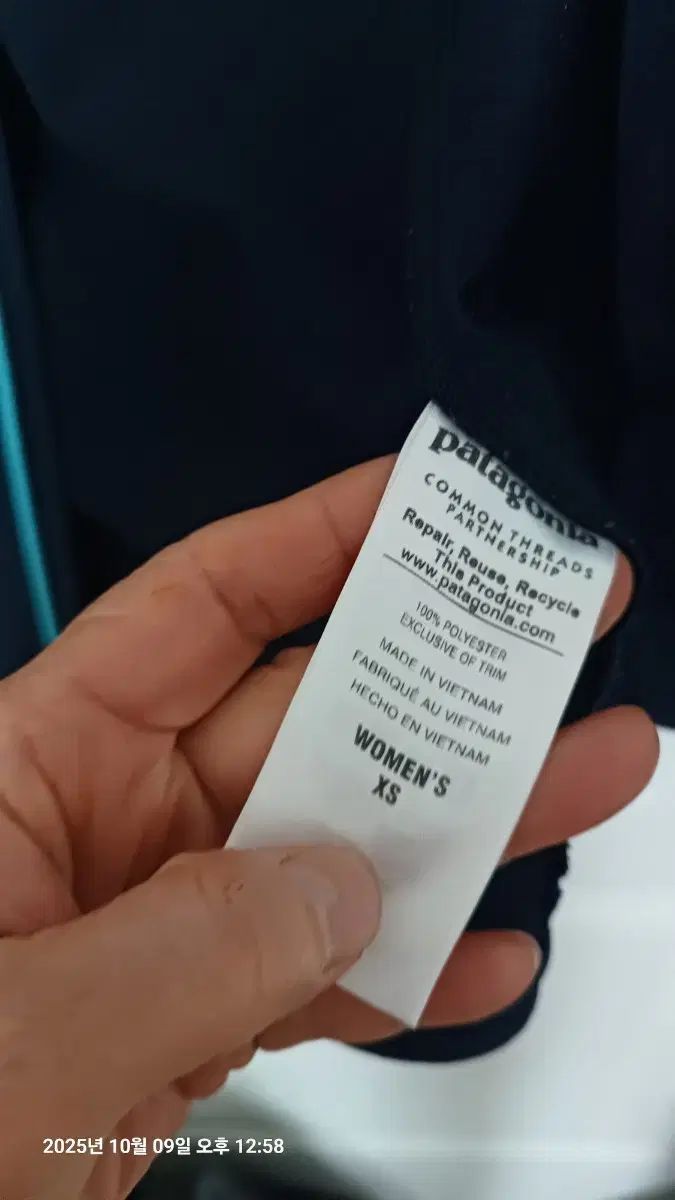 patagonia
COMMON THREADS
PARTNERSHIP
Repair, Reuse, Recycle
This Product
www.patagonia.com
100% POLYESTER
EXCLUSIVE OF TRIM
MADE IN VIETNAM
FABRIQUÉ AU VIETNAM
HECHO EN VIETNAM
WOMEN'S
XS
2025년 10월 09일 오후 12:58